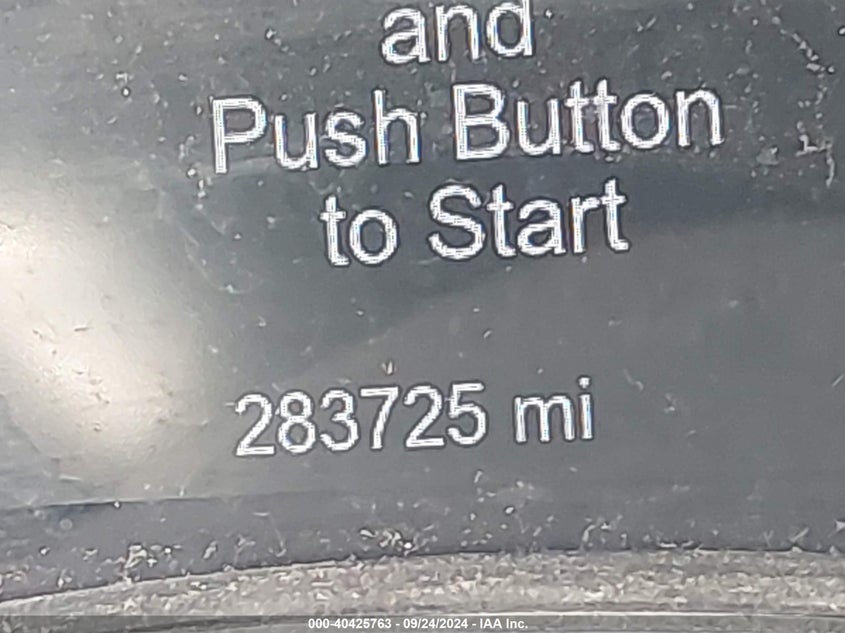 and
Push Button
to Start
283725 mi
000-40425763 - 09/24/2024 - IAA Inc.